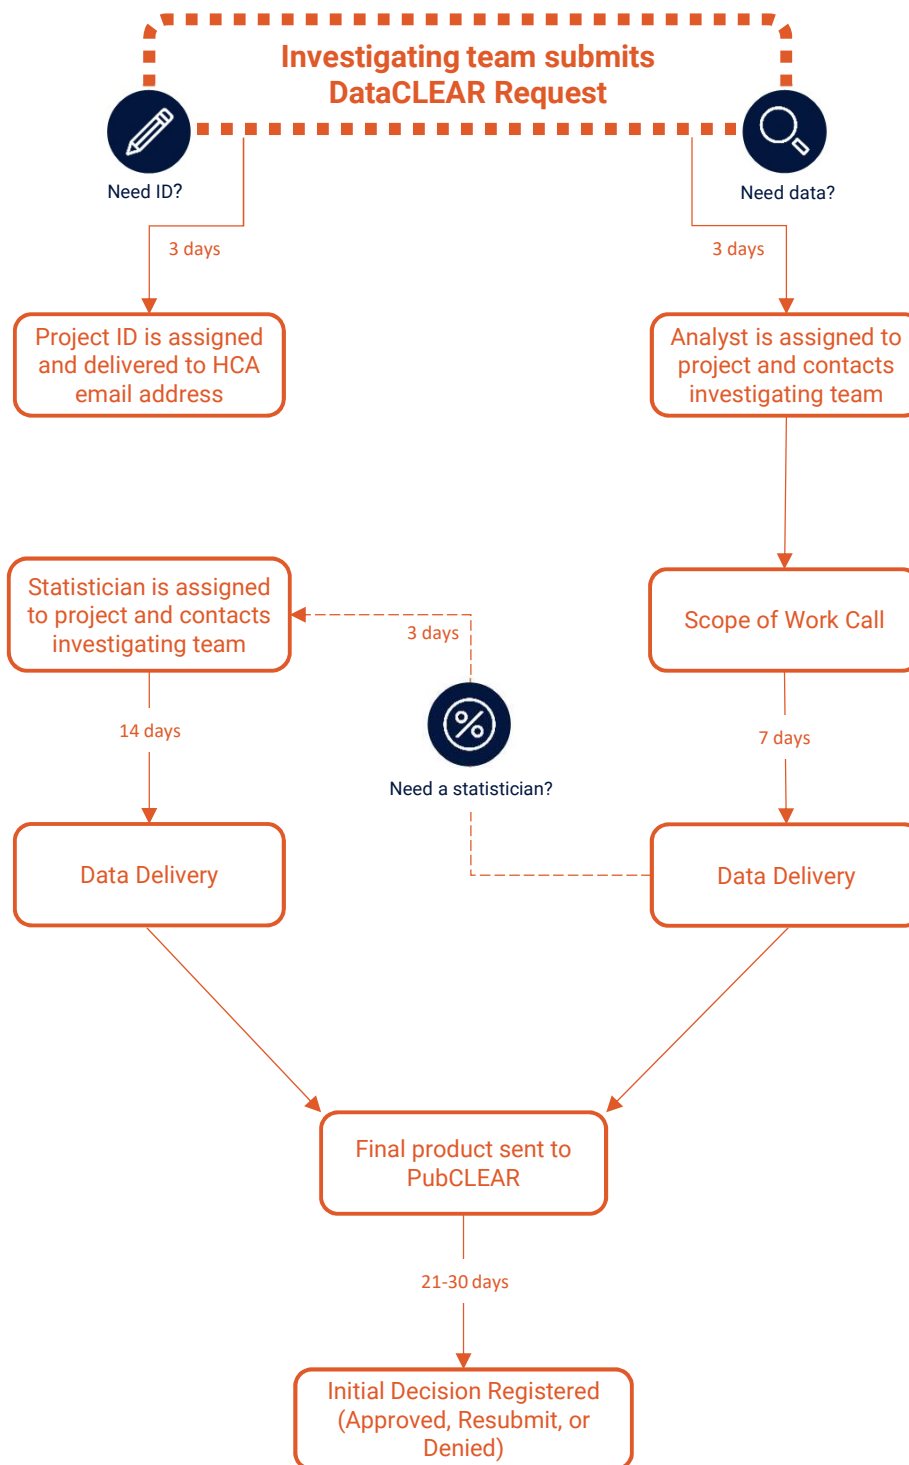 Investigating team submits
DataCLEAR Request
Need ID?
Need data?
3 days
3 days
Project ID is assigned
and delivered to HCA
email address
Analyst is assigned to
project and contacts
investigating team
Statistician is assigned
to project and contacts
investigating team
3 days
Scope of Work Call
14 days
7 days
Need a statistician?
Data Delivery
Data Delivery
Final product sent to
PubCLEAR
21-30 days
Initial Decision Registered
(Approved, Resubmit, or
Denied)